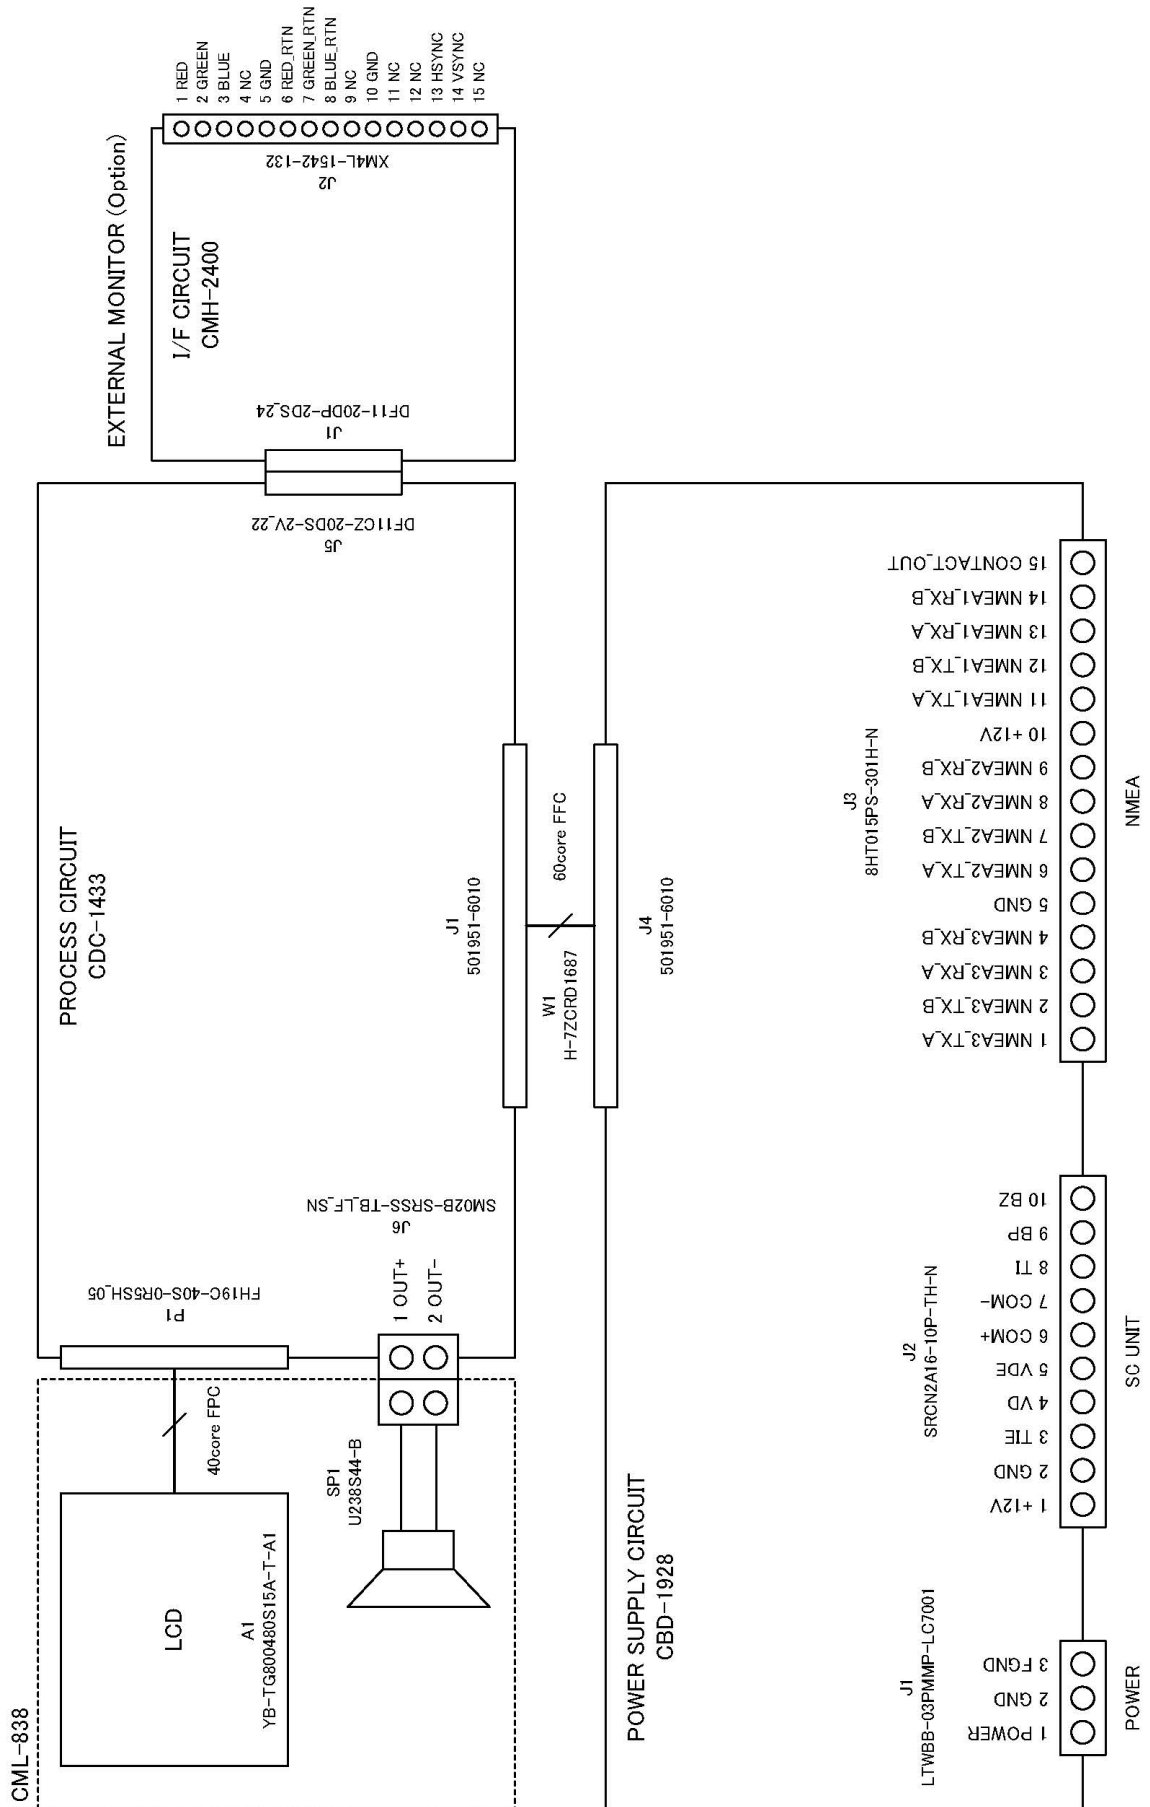 CML-838
LCD
A1
YB-TG800480S15A-T-A1
40core FPC
SP1
U238S44-B
P1
FH19C-40S-0R5SH_05
1 OUT+
2 OUT-
J6
SM02B-SRSS-TB_LF_SN
PROCESS CIRCUIT
CDC-1433
J5
DF11CZ-20DS-2V_22
J1
501951-6010
EXTERNAL MONITOR (Option)
I/F CIRCUIT
CMH-2400
J1
DF11-20DP-2DS_24
J2
XM4L-1542-132
1 RED
2 GREEN
3 BLUE
4 NC
5 GND
6 RED_RTN
7 GREEN_RTN
8 BLUE_RTN
9 NC
10 GND
11 NC
12 NC
13 HSYNC
14 VSYNC
15 NC
W1
H-7ZCRD1687
60core FFC
J4
501951-6010
POWER SUPPLY CIRCUIT
CBD-1928
J1
LTWBB-03PMMP-LC7001
1 POWER
2 GND
3 FGND
POWER
J2
SRCN2A16-10P-TH-N
1 +12V
2 GND
3 TIE
4 VD
5 VDE
6 COM+
7 COM-
8 TI
9 BP
10 BZ
SC UNIT
J3
8HT015PS-301H-N
1 NMEA3_TX_A
2 NMEA3_TX_B
3 NMEA3_RX_A
4 NMEA3_RX_B
5 GND
6 NMEA2_TX_A
7 NMEA2_TX_B
8 NMEA2_RX_A
9 NMEA2_RX_B
10 +12V
11 NMEA1_TX_A
12 NMEA1_TX_B
13 NMEA1_RX_A
14 NMEA1_RX_B
15 CONTACT_OUT
NMEA